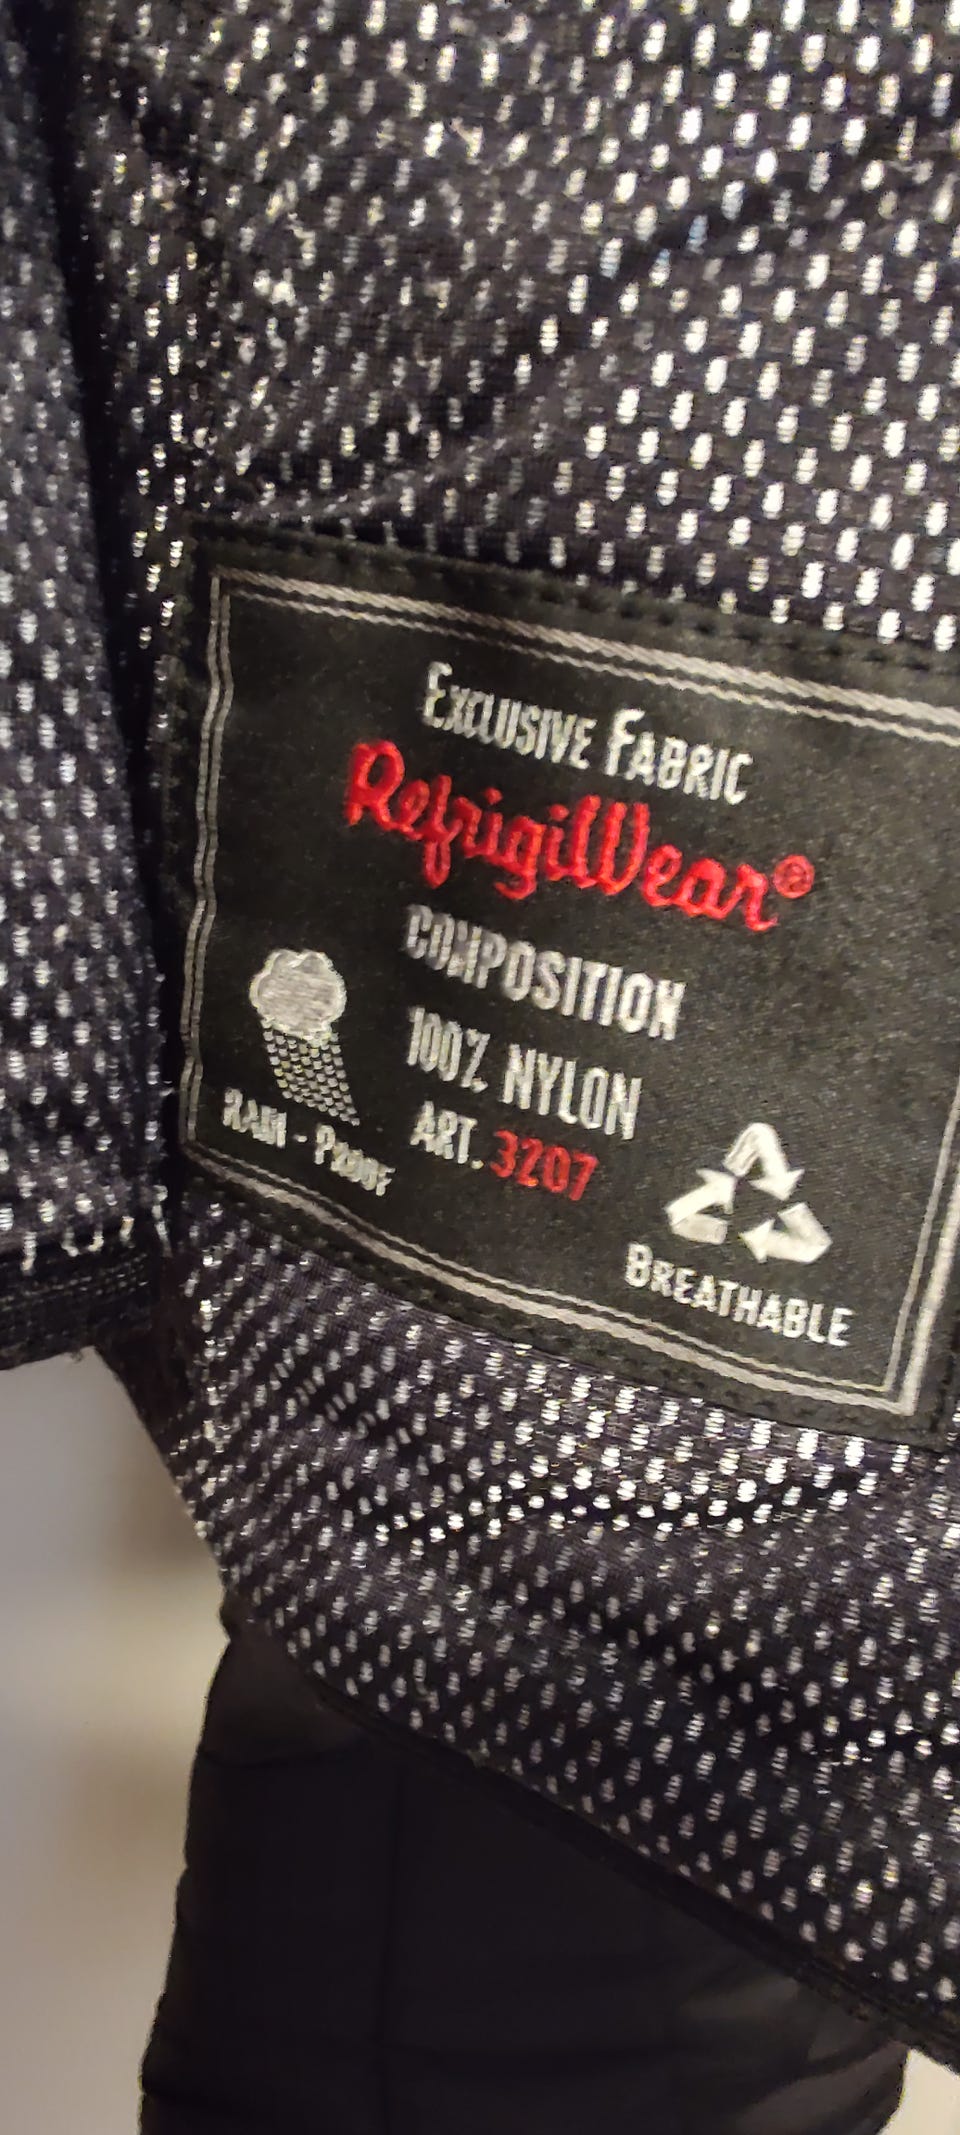 EXCLUSIVE FABRIC
RefrigiWear®
COMPOSITION
100% NYLON
ART. 3207
RAIN - PROOF
BREATHABLE